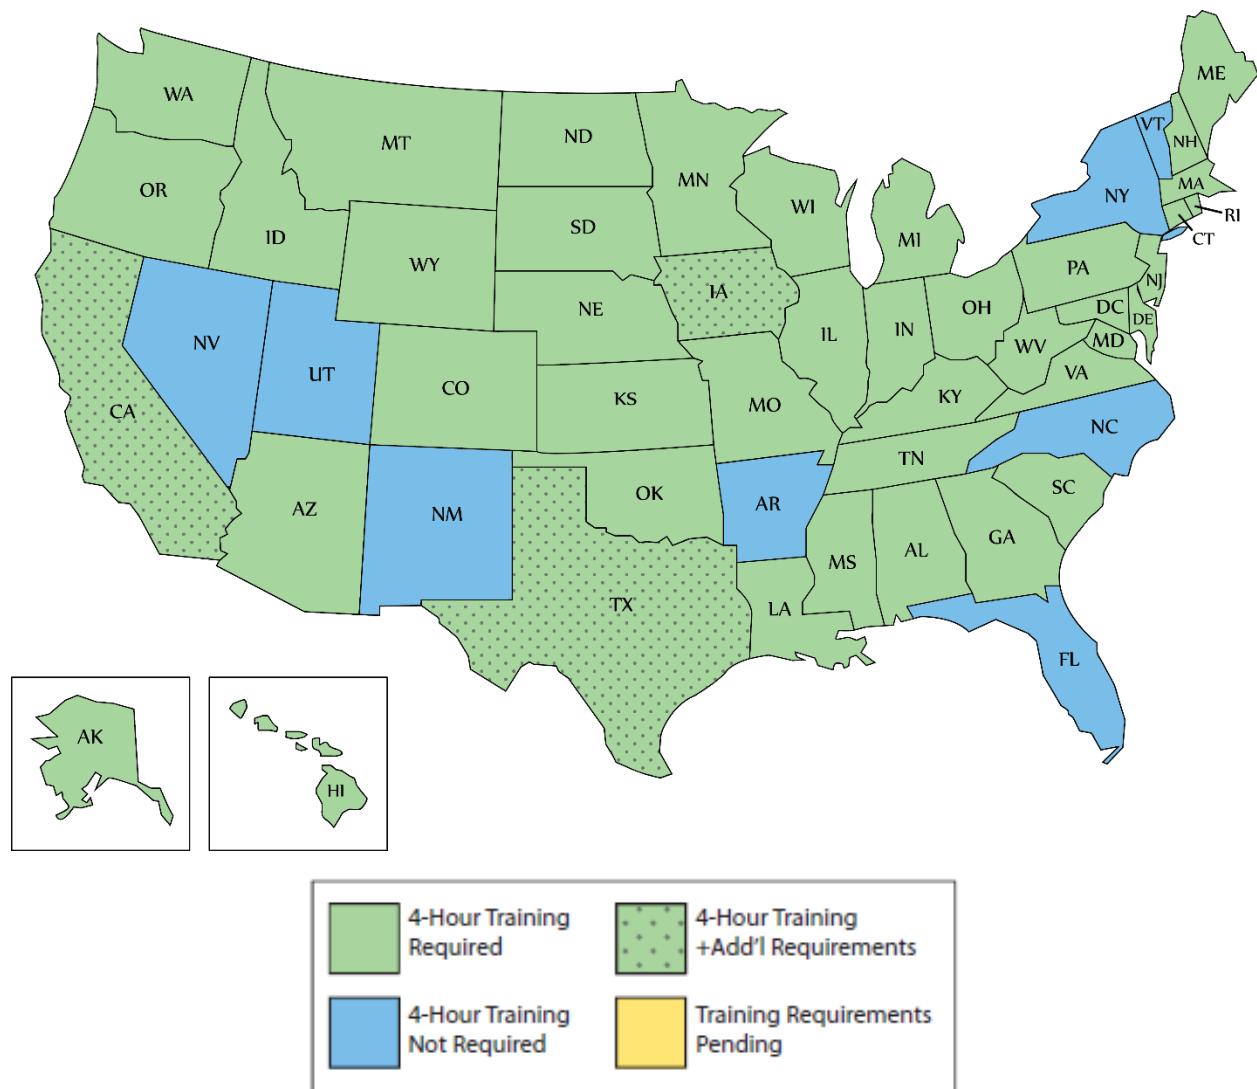 WA
MT
ND
MN
OR
ID
WY
SD
WI
MI
ME
VT
NH
NY
MA
RI
CT
PA
NJ
NE
IA
IL
IN
OH
DC
DE
MD
WV
VA
NV
UT
CO
KS
MO
KY
CA
NC
TN
AZ
NM
OK
AR
SC
MS
AL
GA
TX
LA
FL
AK
HI
4-Hour Training
Required
4-Hour Training
+Add'l Requirements
4-Hour Training
Not Required
Training Requirements
Pending